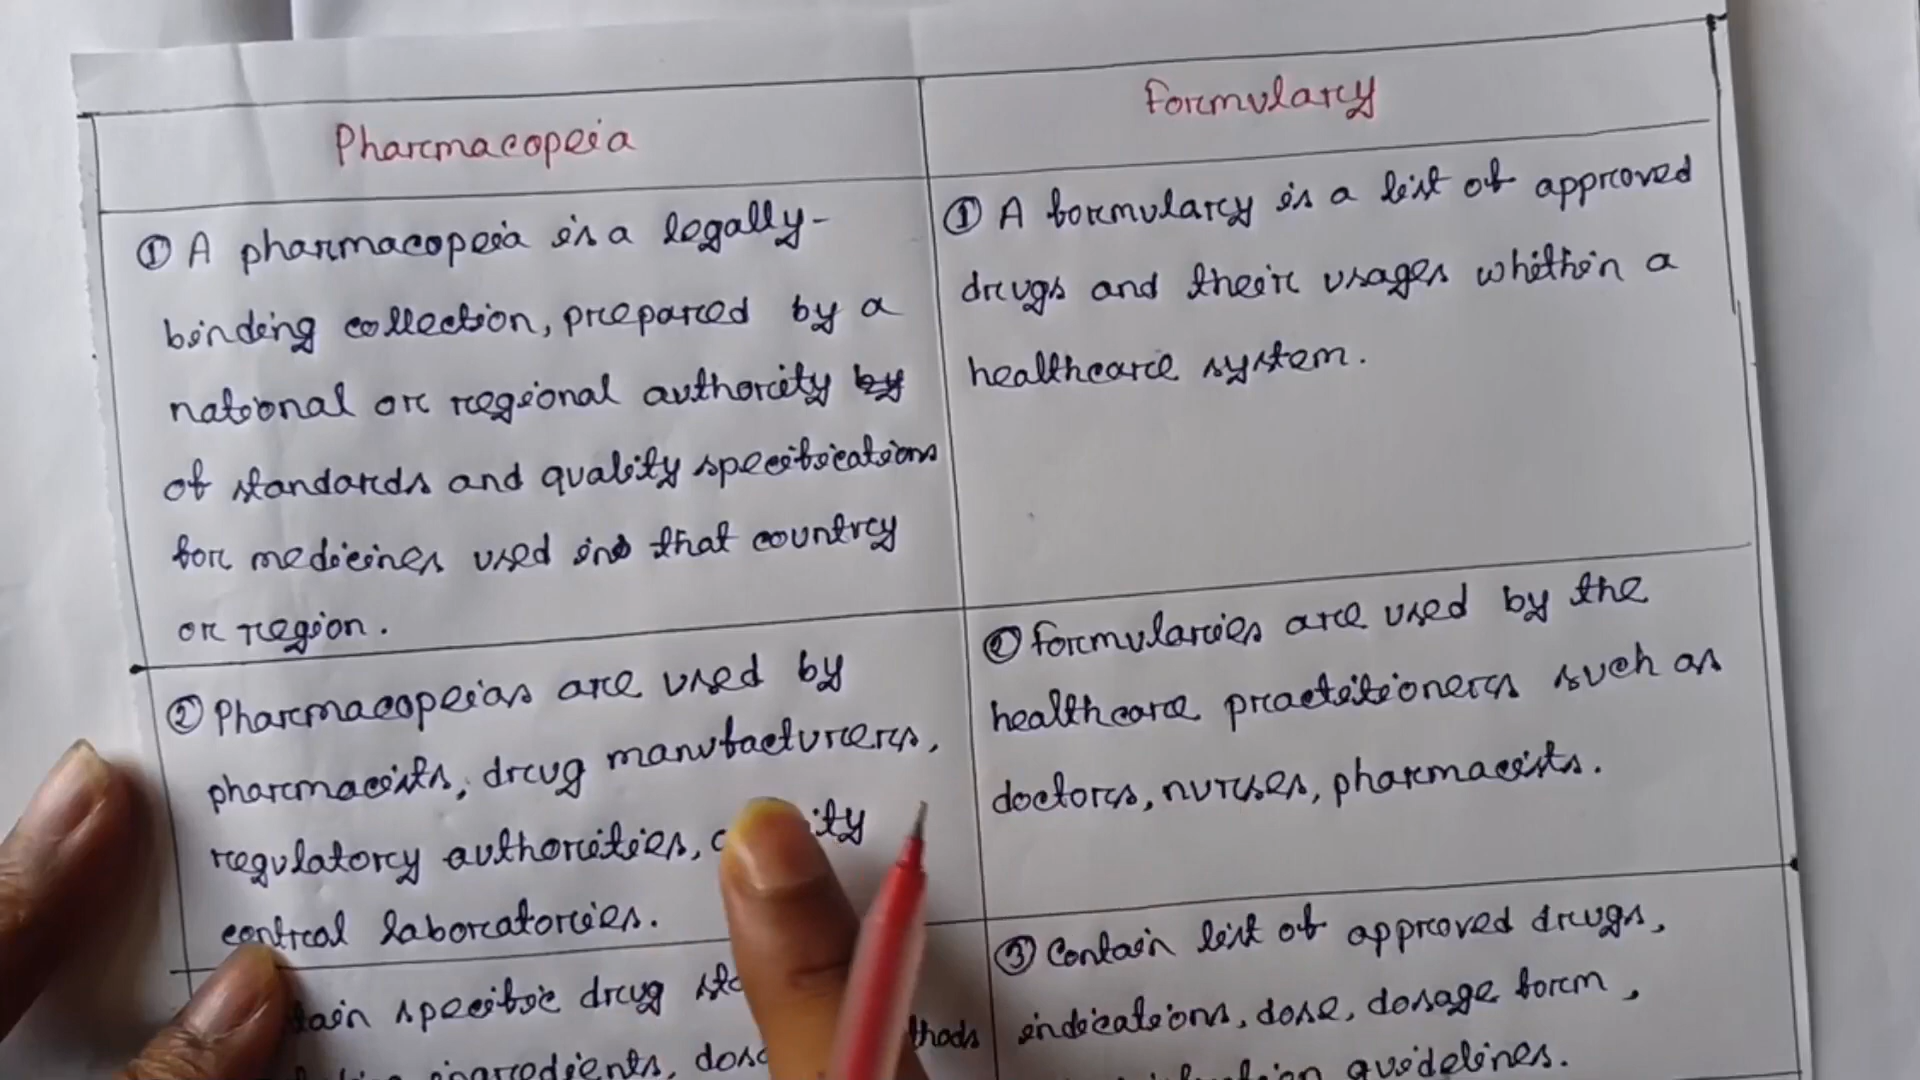 Pharmacopeia
① A pharmacopeia is a legally-
binding collection, prepared by a
national or regional authority by
of standards and quality specifications
for medicines used in that country
or region.
② Pharmacopeias are used by
pharmacists, drug manufacturers,
regulatory authorities,
control laboratories.
specific drug
ingredients,
thods
Formulary
① A formulary is a list of approved
drugs and their usages whithin a
healthcare system.
② Formularies are used by the
healthcare practitioners such as
doctors, nurses, pharmacists.
③ Contain list of approved drugs,
indications, dose, dosage form,
guidelines.